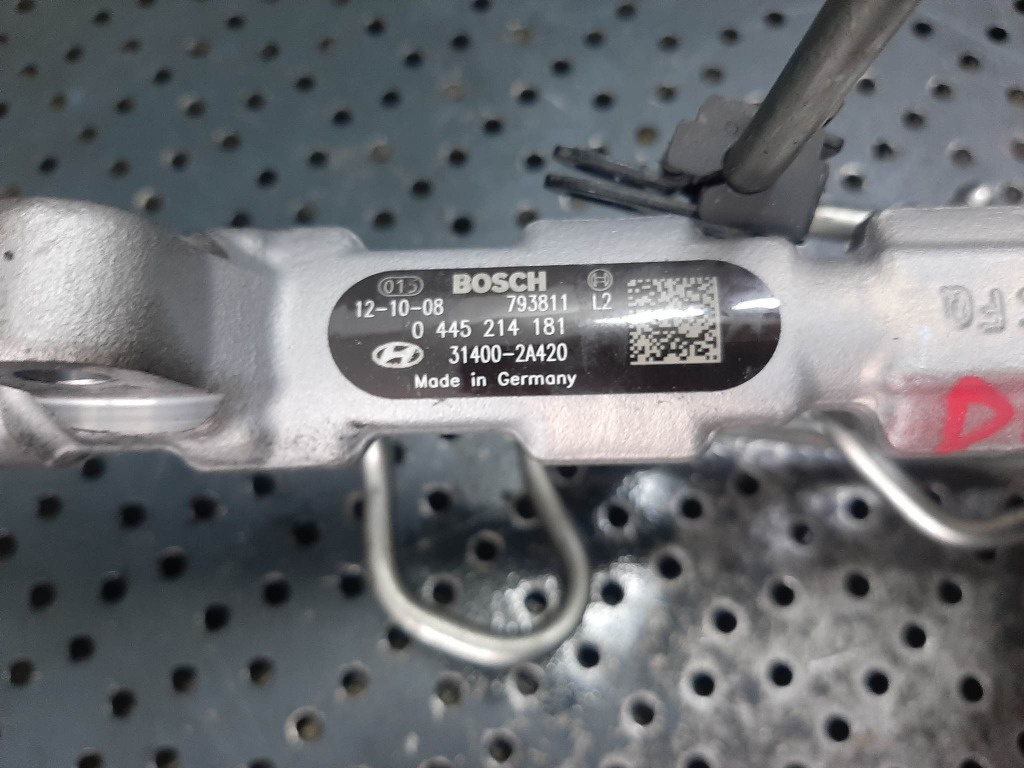 015 BOSCH
12-10-08 793811 L2
0 445 214 181
31400-2A420
Made in Germany